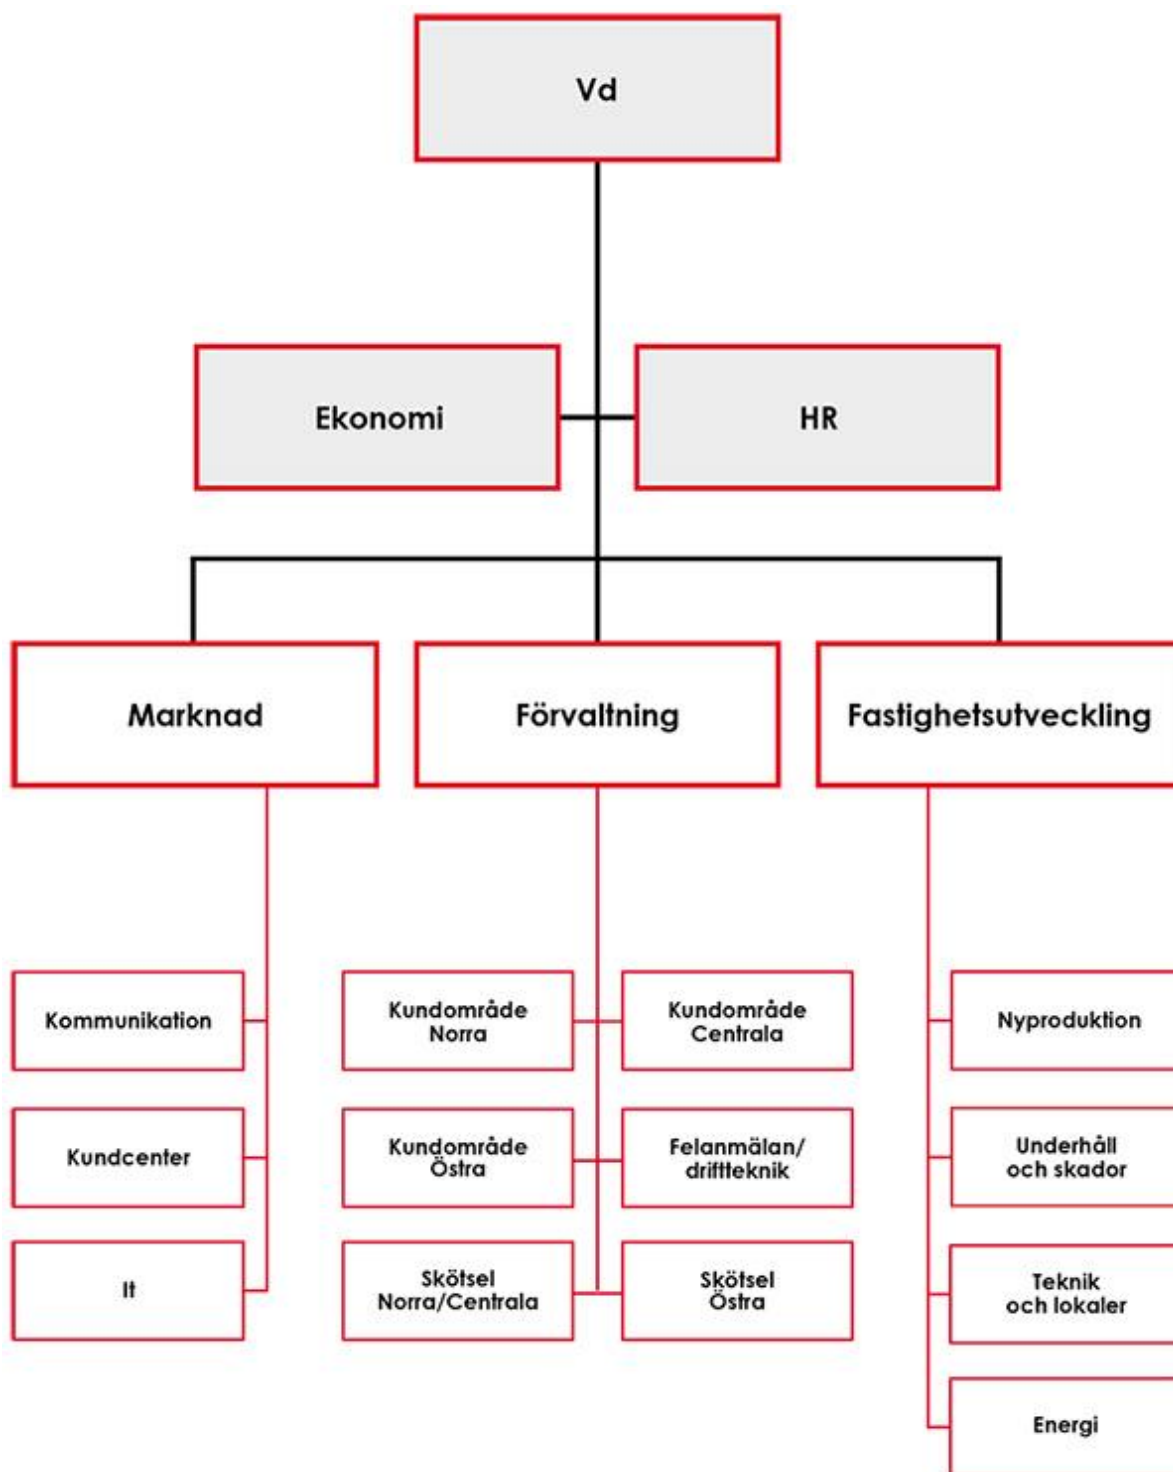 Vd
Ekonomi
HR
Marknad
Förvaltning
Fastighetsutveckling
Kommunikation
Kundområde
Norra
Kundområde
Centrala
Nyproduktion
Kundcenter
Kundområde
Östra
Felanmälan/
driftteknik
Underhåll
och skador
It
Skötsel
Norra/Centrala
Skötsel
Östra
Teknik
och lokaler
Energi